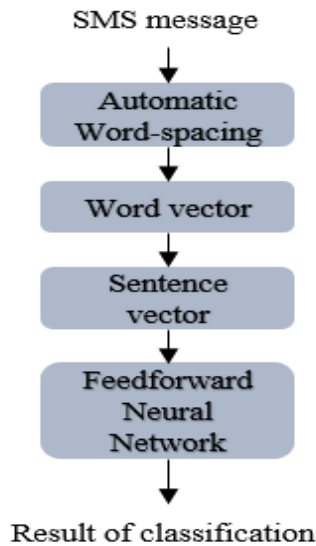 SMS message
Automatic
Word-spacing
Word vector
Sentence
vector
Feedforward
Neural
Network
Result of classification